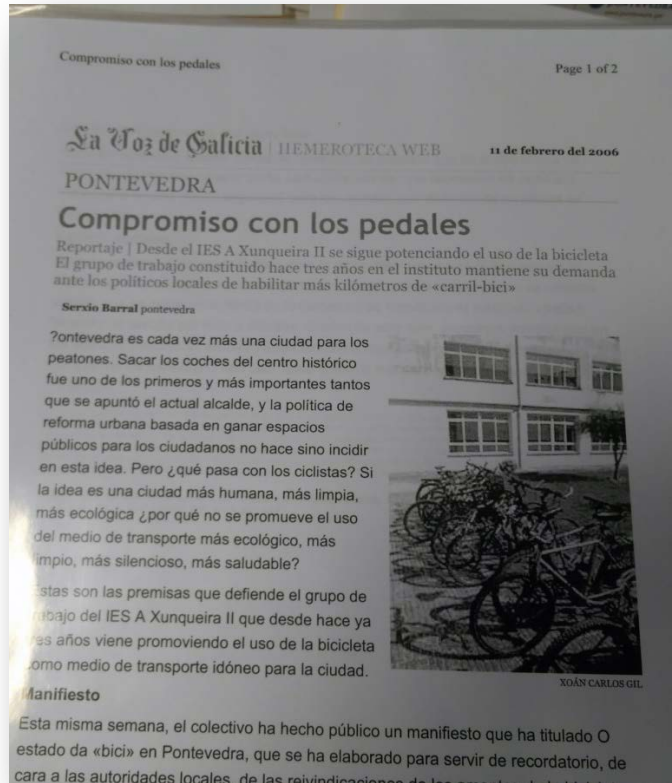 Compromiso con los pedales
Page 1 of 2
La Voz de Galicia | HEMEROTECA WEB
11 de febrero del 2006
PONTEVEDRA
Compromiso con los pedales
Reportaje | Desde el IES A Xunqueira II se sigue potenciando el uso de la bicicleta
El grupo de trabajo constituido hace tres años en el instituto mantiene su demanda
ante los políticos locales de habilitar más kilómetros de «carril-bici»
Serxio Barral pontevedra
?ontevedra es cada vez más una ciudad para los
peatones. Sacar los coches del centro histórico
fue uno de los primeros y más importantes tantos
que se apuntó el actual alcalde, y la política de
reforma urbana basada en ganar espacios
públicos para los ciudadanos no hace sino incidir
en esta idea. Pero ¿qué pasa con los ciclistas? Si
la idea es una ciudad más humana, más limpia,
más ecológica ¿por qué no se promueve el uso
del medio de transporte más ecológico, más
limpio, más silencioso, más saludable?
Estas son las premisas que defiende el grupo de
trabajo del IES A Xunqueira II que desde hace ya
tres años viene promoviendo el uso de la bicicleta
como medio de transporte idóneo para la ciudad.
XOÁN CARLOS GIL
Manifiesto
Esta misma semana, el colectivo ha hecho público un manifiesto que ha titulado O
estado da «bici» en Pontevedra, que se ha elaborado para servir de recordatorio, de
cara a las autoridades locales, de las reivindicaciones de los